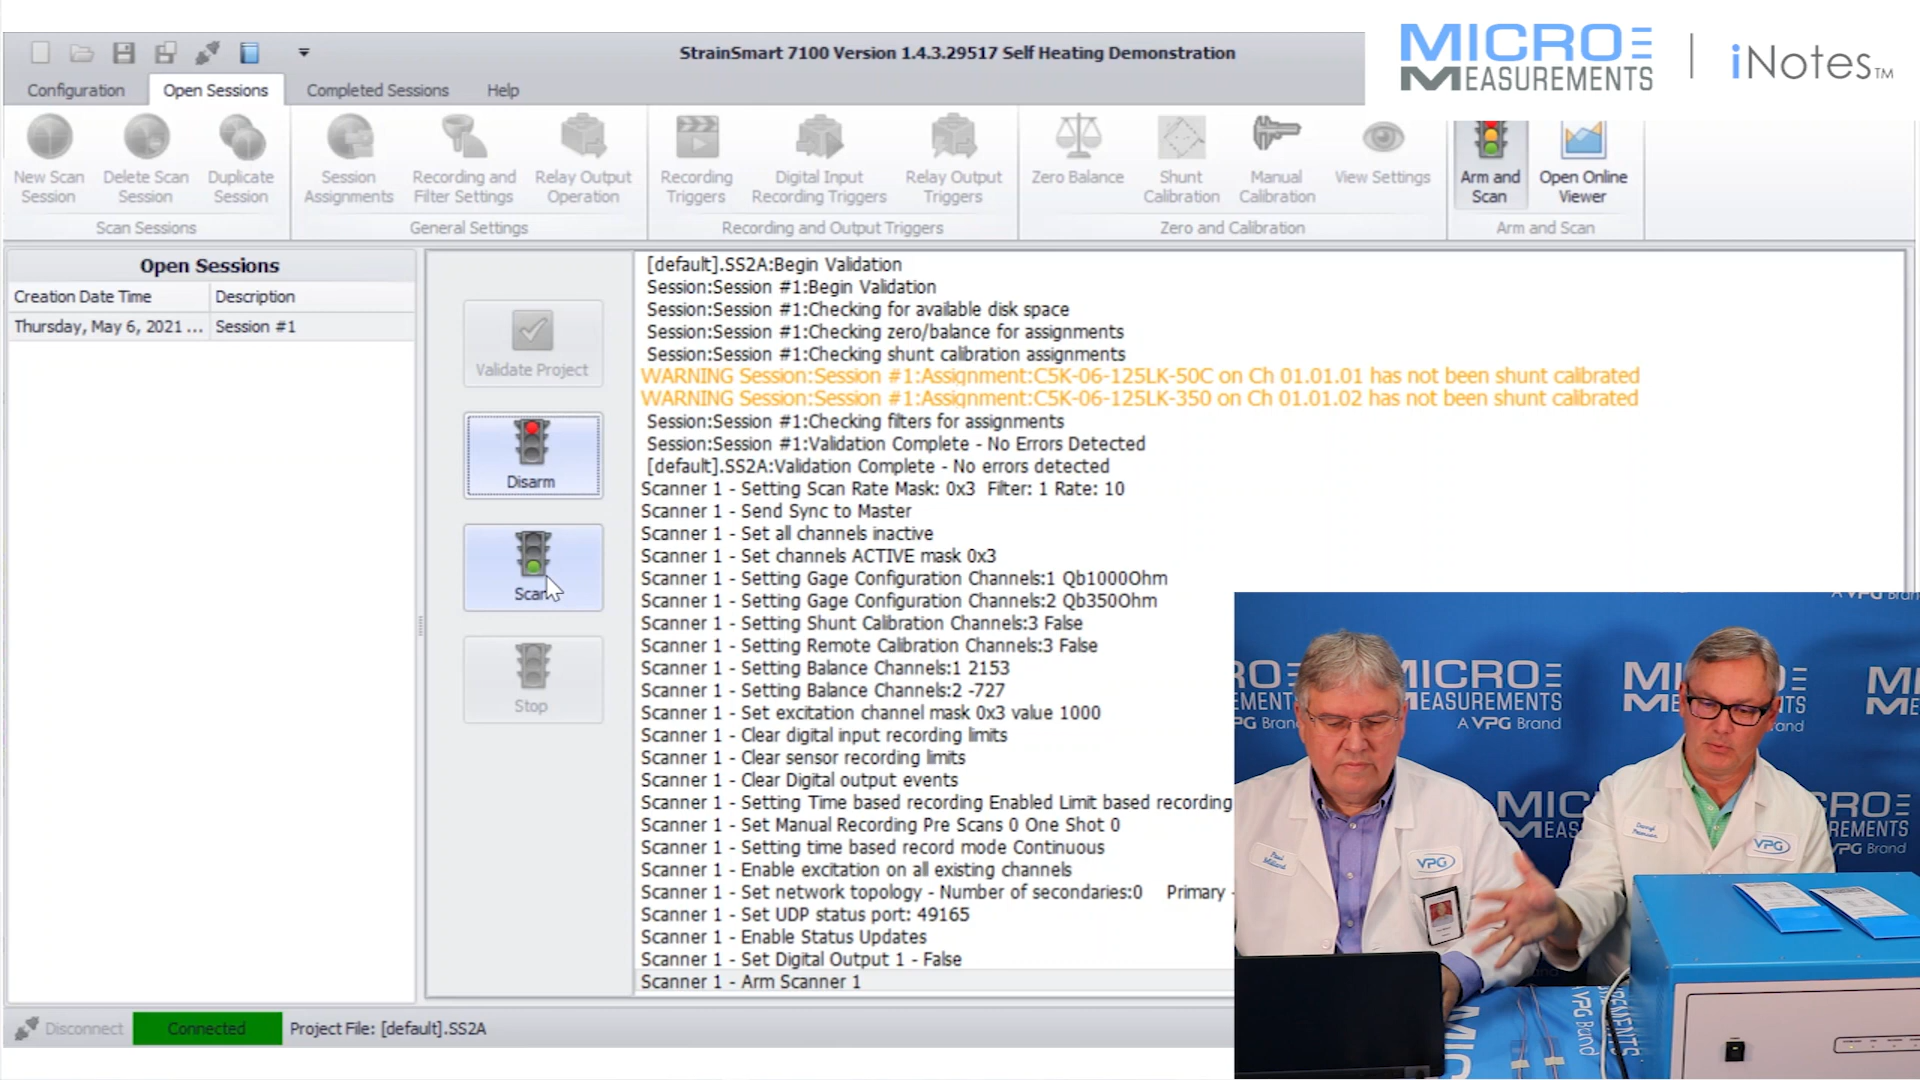 StrainSmart 7100 Version 1.4.3.29517 Self Heating Demonstration
MICRO
MEASUREMENTS
iNotes™
Configuration
Open Sessions
Completed Sessions
Help
New Scan Session
Delete Scan Session
Duplicate Session
Session Assignments
Recording and Filter Settings
Relay Output Operation
Recording Triggers
Digital Input Recording Triggers
Relay Output Triggers
Zero Balance
Shunt Calibration
Manual Calibration
View Settings
Arm and Scan
Open Online Viewer
Scan Sessions
General Settings
Recording and Output Triggers
Zero and Calibration
Arm and Scan
Open Sessions
Creation Date Time
Description
Thursday, May 6, 2021 ...
Session #1
Validate Project
Disarm
Scan
Stop
[default].SS2A:Begin Validation
Session:Session #1:Begin Validation
Session:Session #1:Checking for available disk space
Session:Session #1:Checking zero/balance for assignments
Session:Session #1:Checking shunt calibration assignments
WARNING Session:Session #1:Assignment:C5K-06-125LK-50C on Ch 01.01.01 has not been shunt calibrated
WARNING Session:Session #1:Assignment:C5K-06-125LK-350 on Ch 01.01.02 has not been shunt calibrated
Session:Session #1:Checking filters for assignments
Session:Session #1:Validation Complete - No Errors Detected
[default].SS2A:Validation Complete - No errors detected
Scanner 1 - Setting Scan Rate Mask: 0x3 Filter: 1 Rate: 10
Scanner 1 - Send Sync to Master
Scanner 1 - Set all channels inactive
Scanner 1 - Set channels ACTIVE mask 0x3
Scanner 1 - Setting Gage Configuration Channels:1 Qb1000Ohm
Scanner 1 - Setting Gage Configuration Channels:2 Qb350Ohm
Scanner 1 - Setting Shunt Calibration Channels:3 False
Scanner 1 - Setting Remote Calibration Channels:3 False
Scanner 1 - Setting Balance Channels:1 2153
Scanner 1 - Setting Balance Channels:2 -727
Scanner 1 - Set excitation channel mask 0x3 value 1000
Scanner 1 - Clear digital input recording limits
Scanner 1 - Clear sensor recording limits
Scanner 1 - Clear Digital output events
Scanner 1 - Setting Time based recording Enabled Limit based recording
Scanner 1 - Set Manual Recording Pre Scans 0 One Shot 0
Scanner 1 - Setting time based record mode Continuous
Scanner 1 - Enable excitation on all existing channels
Scanner 1 - Set network topology - Number of secondaries:0 Primary -
Scanner 1 - Set UDP status port: 49165
Scanner 1 - Enable Status Updates
Scanner 1 - Set Digital Output 1 - False
Scanner 1 - Arm Scanner 1
Disconnect
Connected
Project File: [default].SS2A
MICRO
MEASUREMENTS
A VPG Brand
VPG
VPG